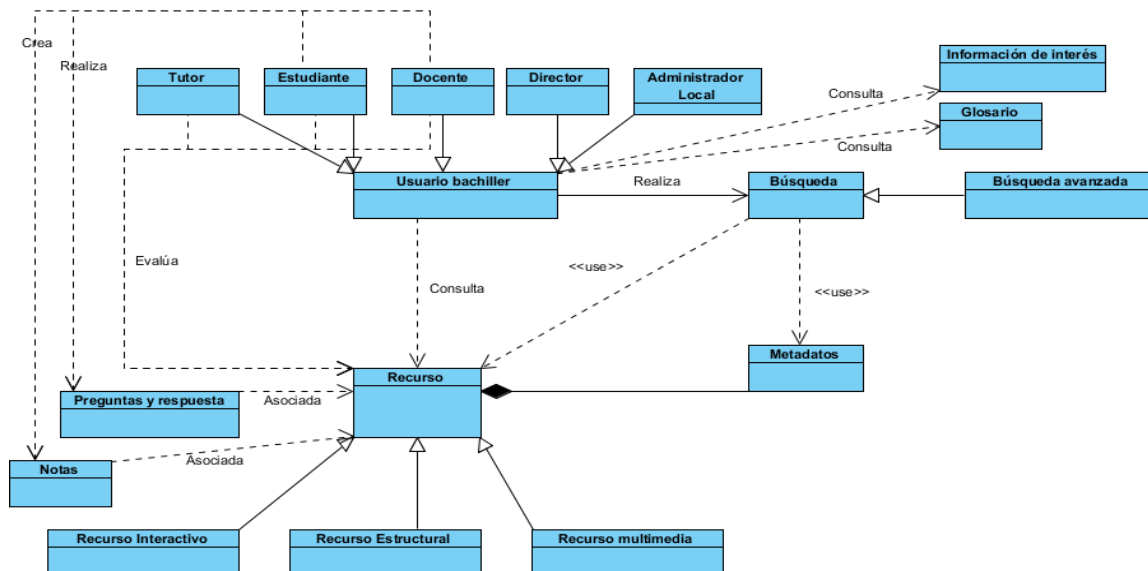 Crea
Realiza
Tutor
Estudiante
Docente
Director
Administrador
Local
Información de interés
Consulta
Glosario
Consulta
Usuario bachiller
Realiza
Búsqueda
Búsqueda avanzada
Evalúa
<<use>>
Consulta
<<use>>
Metadatos
Recurso
Preguntas y respuesta
Asociada
Notas
Asociada
Recurso Interactivo
Recurso Estructural
Recurso multimedia